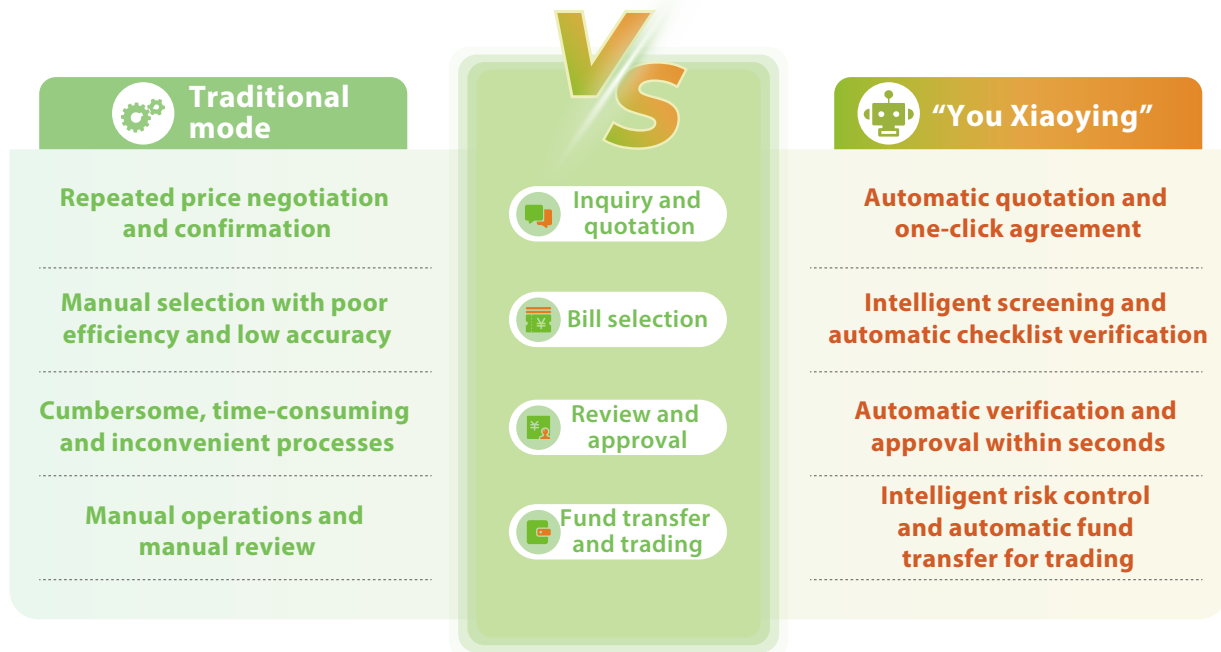 VS
Traditional
mode
“You Xiaoying”
Repeated price negotiation
and confirmation
Inquiry and
quotation
Automatic quotation and
one-click agreement
Manual selection with poor
efficiency and low accuracy
Bill selection
Intelligent screening and
automatic checklist verification
Cumbersome, time-consuming
and inconvenient processes
Review and
approval
Automatic verification and
approval within seconds
Manual operations and
manual review
Fund transfer
and trading
Intelligent risk control
and automatic fund
transfer for trading